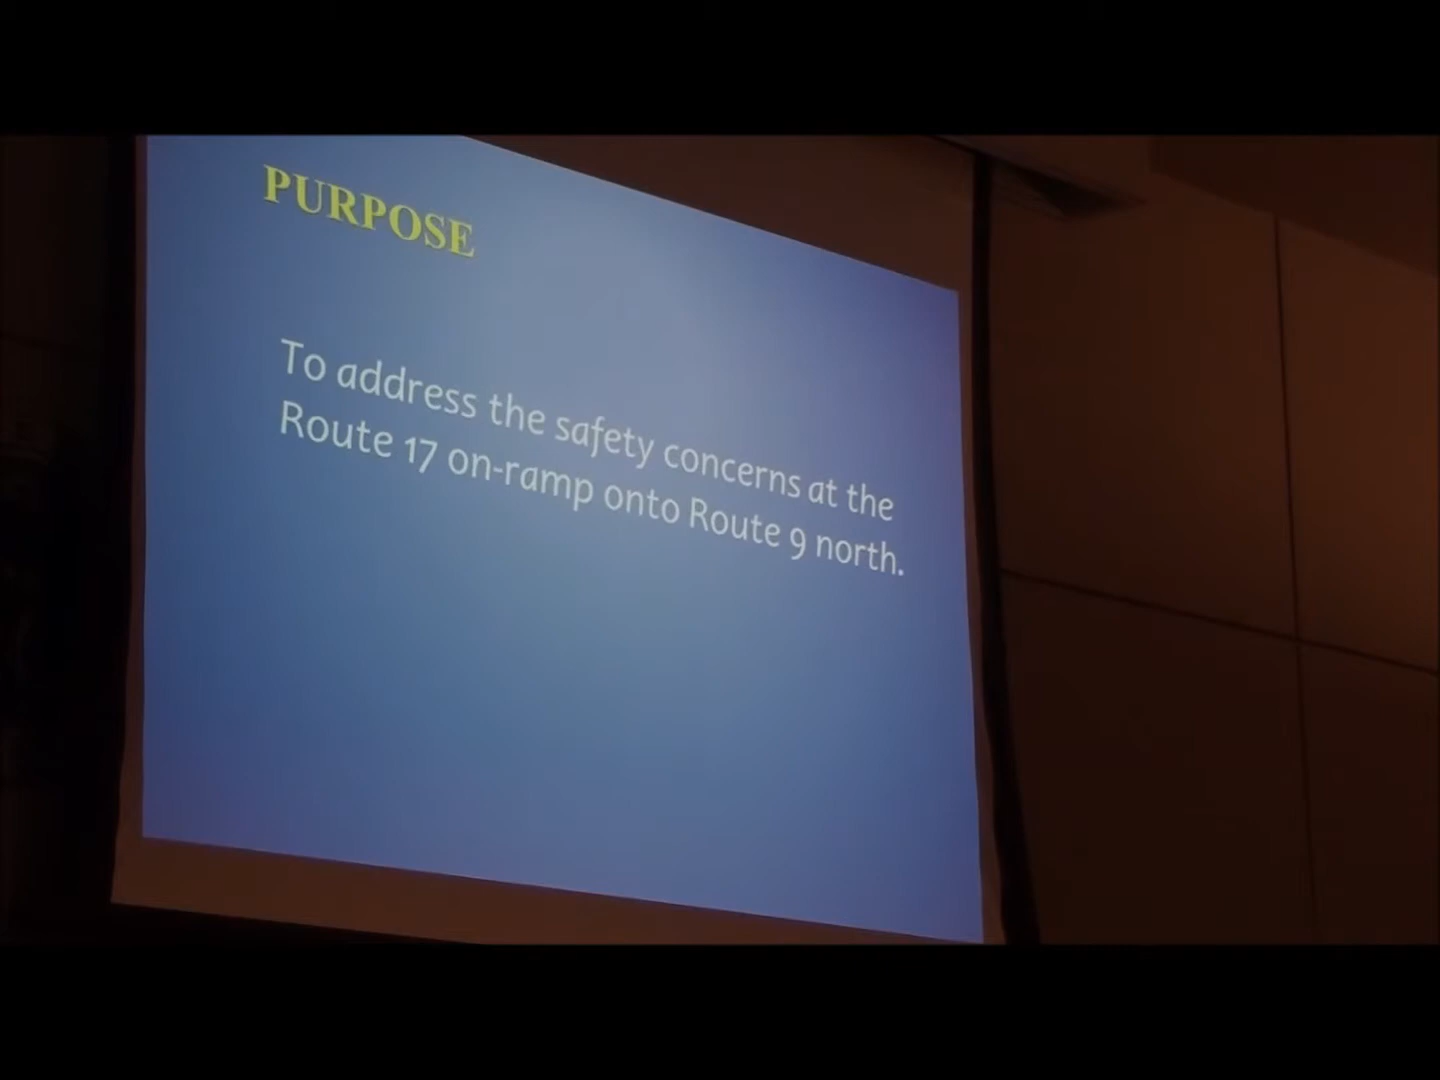 PURPOSE
To address the safety concerns at the
Route 17 on-ramp onto Route 9 north.